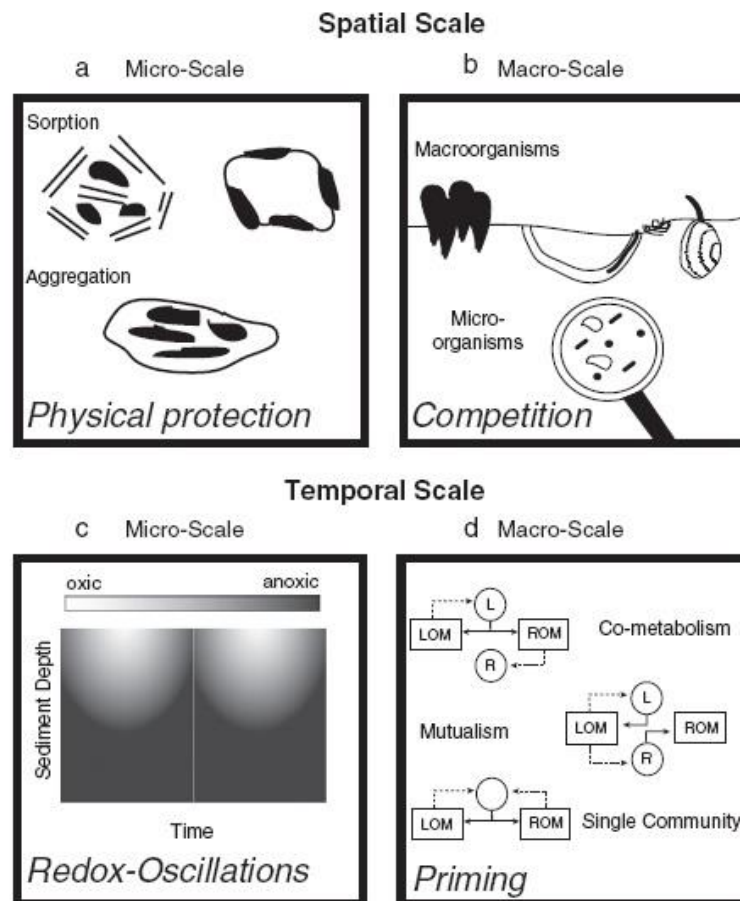 Spatial Scale
a Micro-Scale
b Macro-Scale
Sorption
Aggregation
Physical protection
Macroorganisms
Micro-
organisms
Competition
Temporal Scale
c Micro-Scale
d Macro-Scale
oxic anoxic
Sediment Depth
Time
Redox-Oscillations
L
LOM ROM Co-metabolism
R
L
Mutualism LOM ROM
R
LOM ROM Single Community
Priming